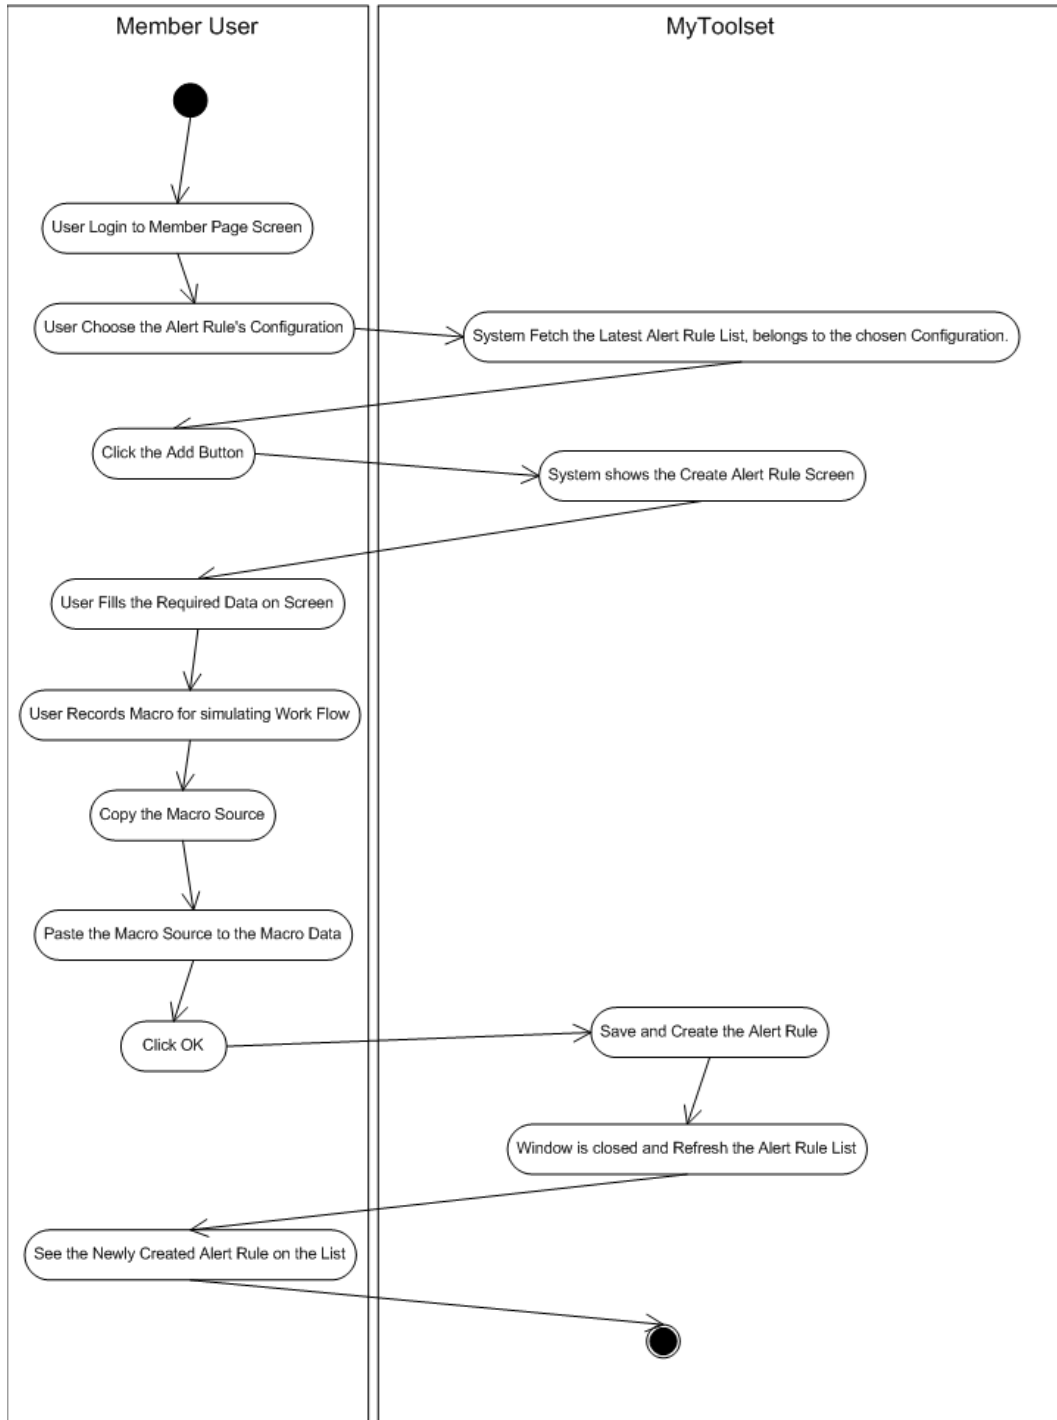 Member User
MyToolset
User Login to Member Page Screen
User Choose the Alert Rule's Configuration
System Fetch the Latest Alert Rule List, belongs to the chosen Configuration.
Click the Add Button
System shows the Create Alert Rule Screen
User Fills the Required Data on Screen
User Records Macro for simulating Work Flow
Copy the Macro Source
Paste the Macro Source to the Macro Data
Click OK
Save and Create the Alert Rule
Window is closed and Refresh the Alert Rule List
See the Newly Created Alert Rule on the List